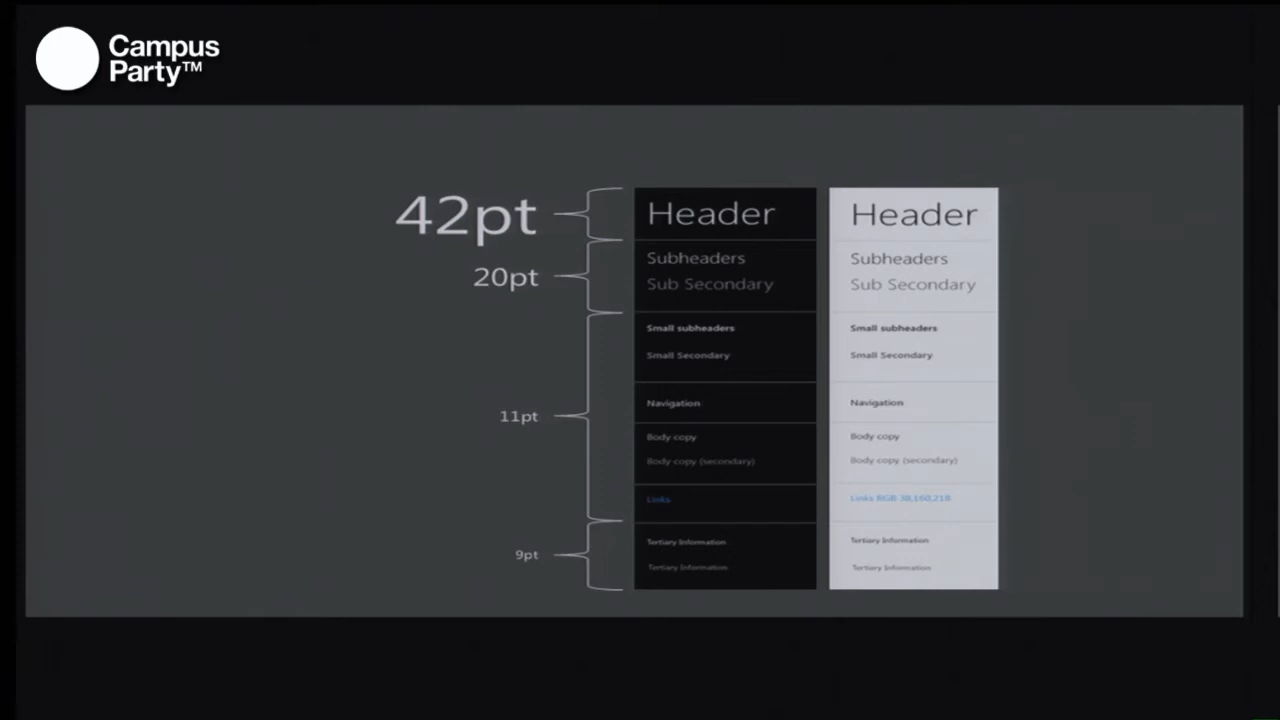 Campus
Party™
42pt
20pt
11pt
9pt
Header
Subheaders
Sub Secondary
Small subheaders
Small Secondary
Navigation
Body copy
Body copy (secondary)
Links
Tertiary Information
Tertiary Information
Header
Subheaders
Sub Secondary
Small subheaders
Small Secondary
Navigation
Body copy
Body copy (secondary)
Links RGB 38,160,218
Tertiary Information
Tertiary Information